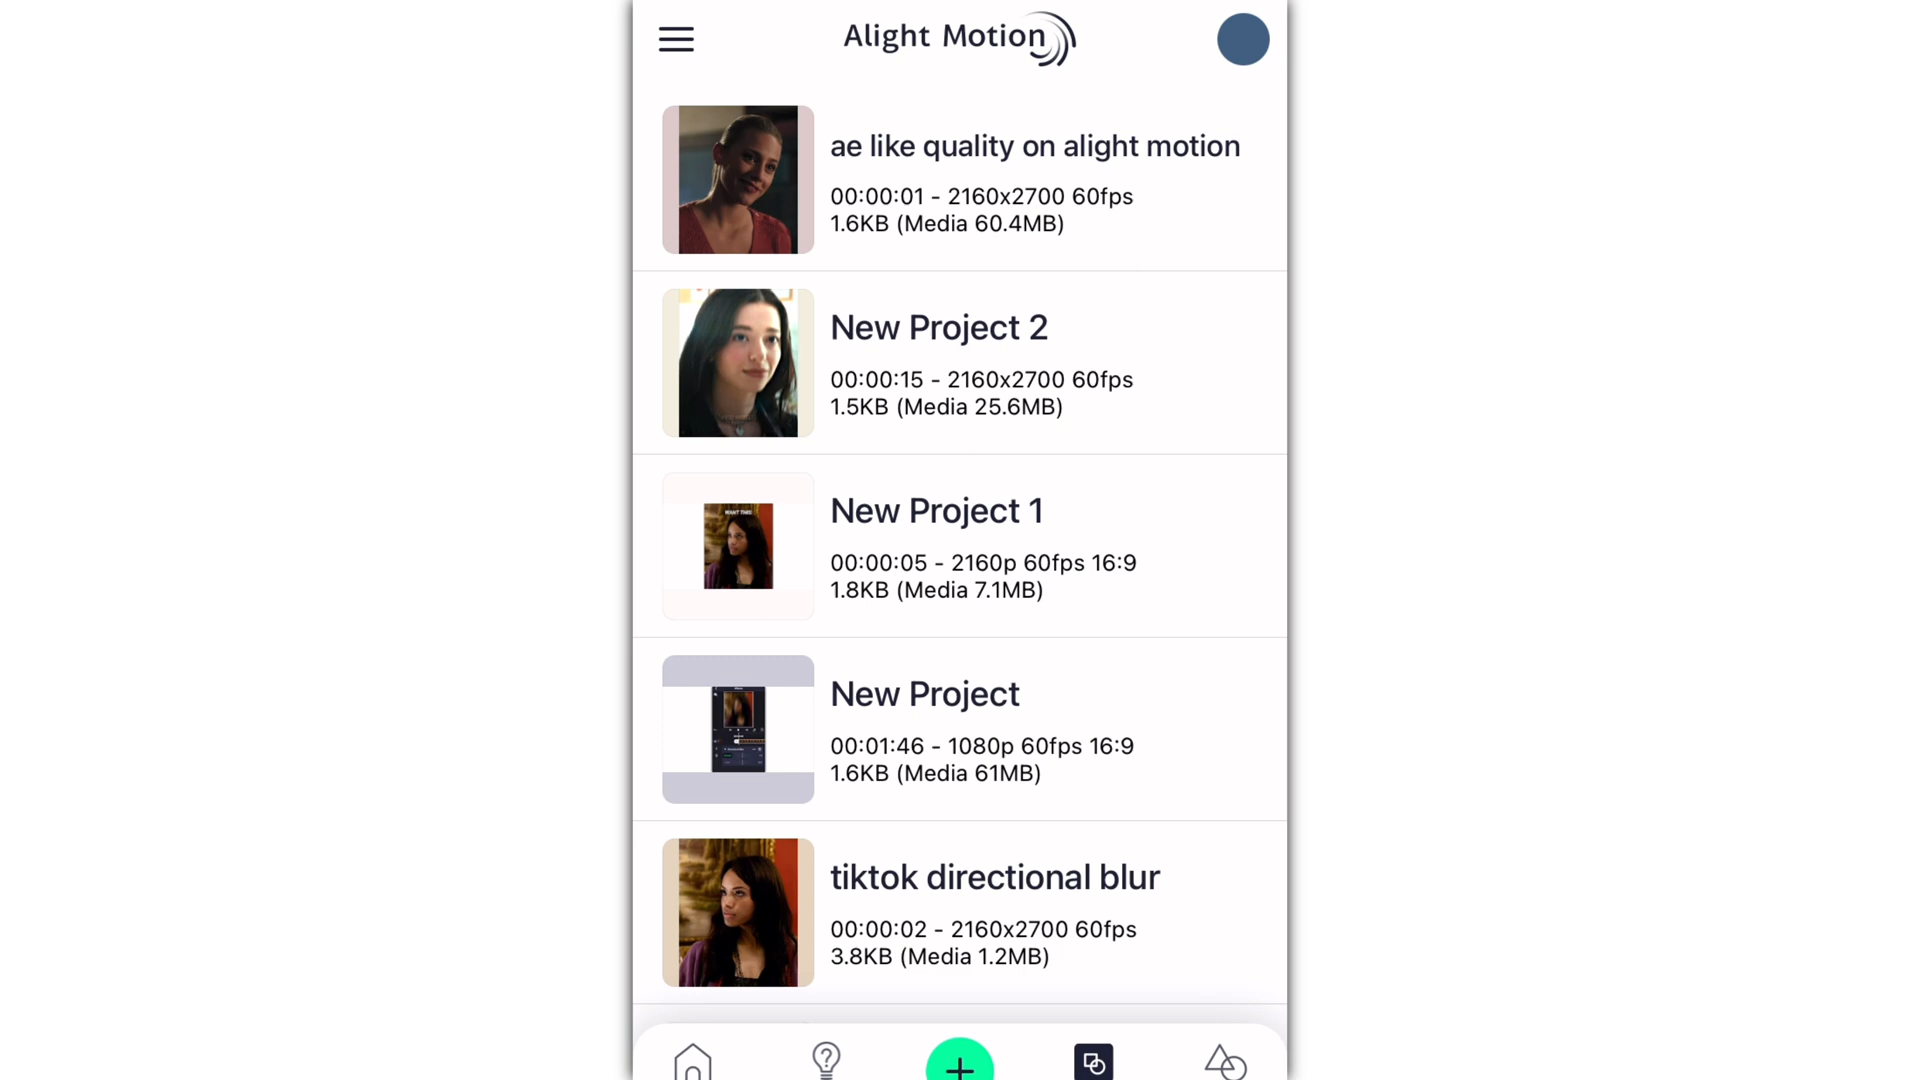 Alight Motion
ae like quality on alight motion
00:00:01 - 2160x2700 60fps
1.6KB (Media 60.4MB)
New Project 2
00:00:15 - 2160x2700 60fps
1.5KB (Media 25.6MB)
WANT THIS
New Project 1
00:00:05 - 2160p 60fps 16:9
1.8KB (Media 7.1MB)
New Project
00:01:46 - 1080p 60fps 16:9
1.6KB (Media 61MB)
tiktok directional blur
00:00:02 - 2160x2700 60fps
3.8KB (Media 1.2MB)